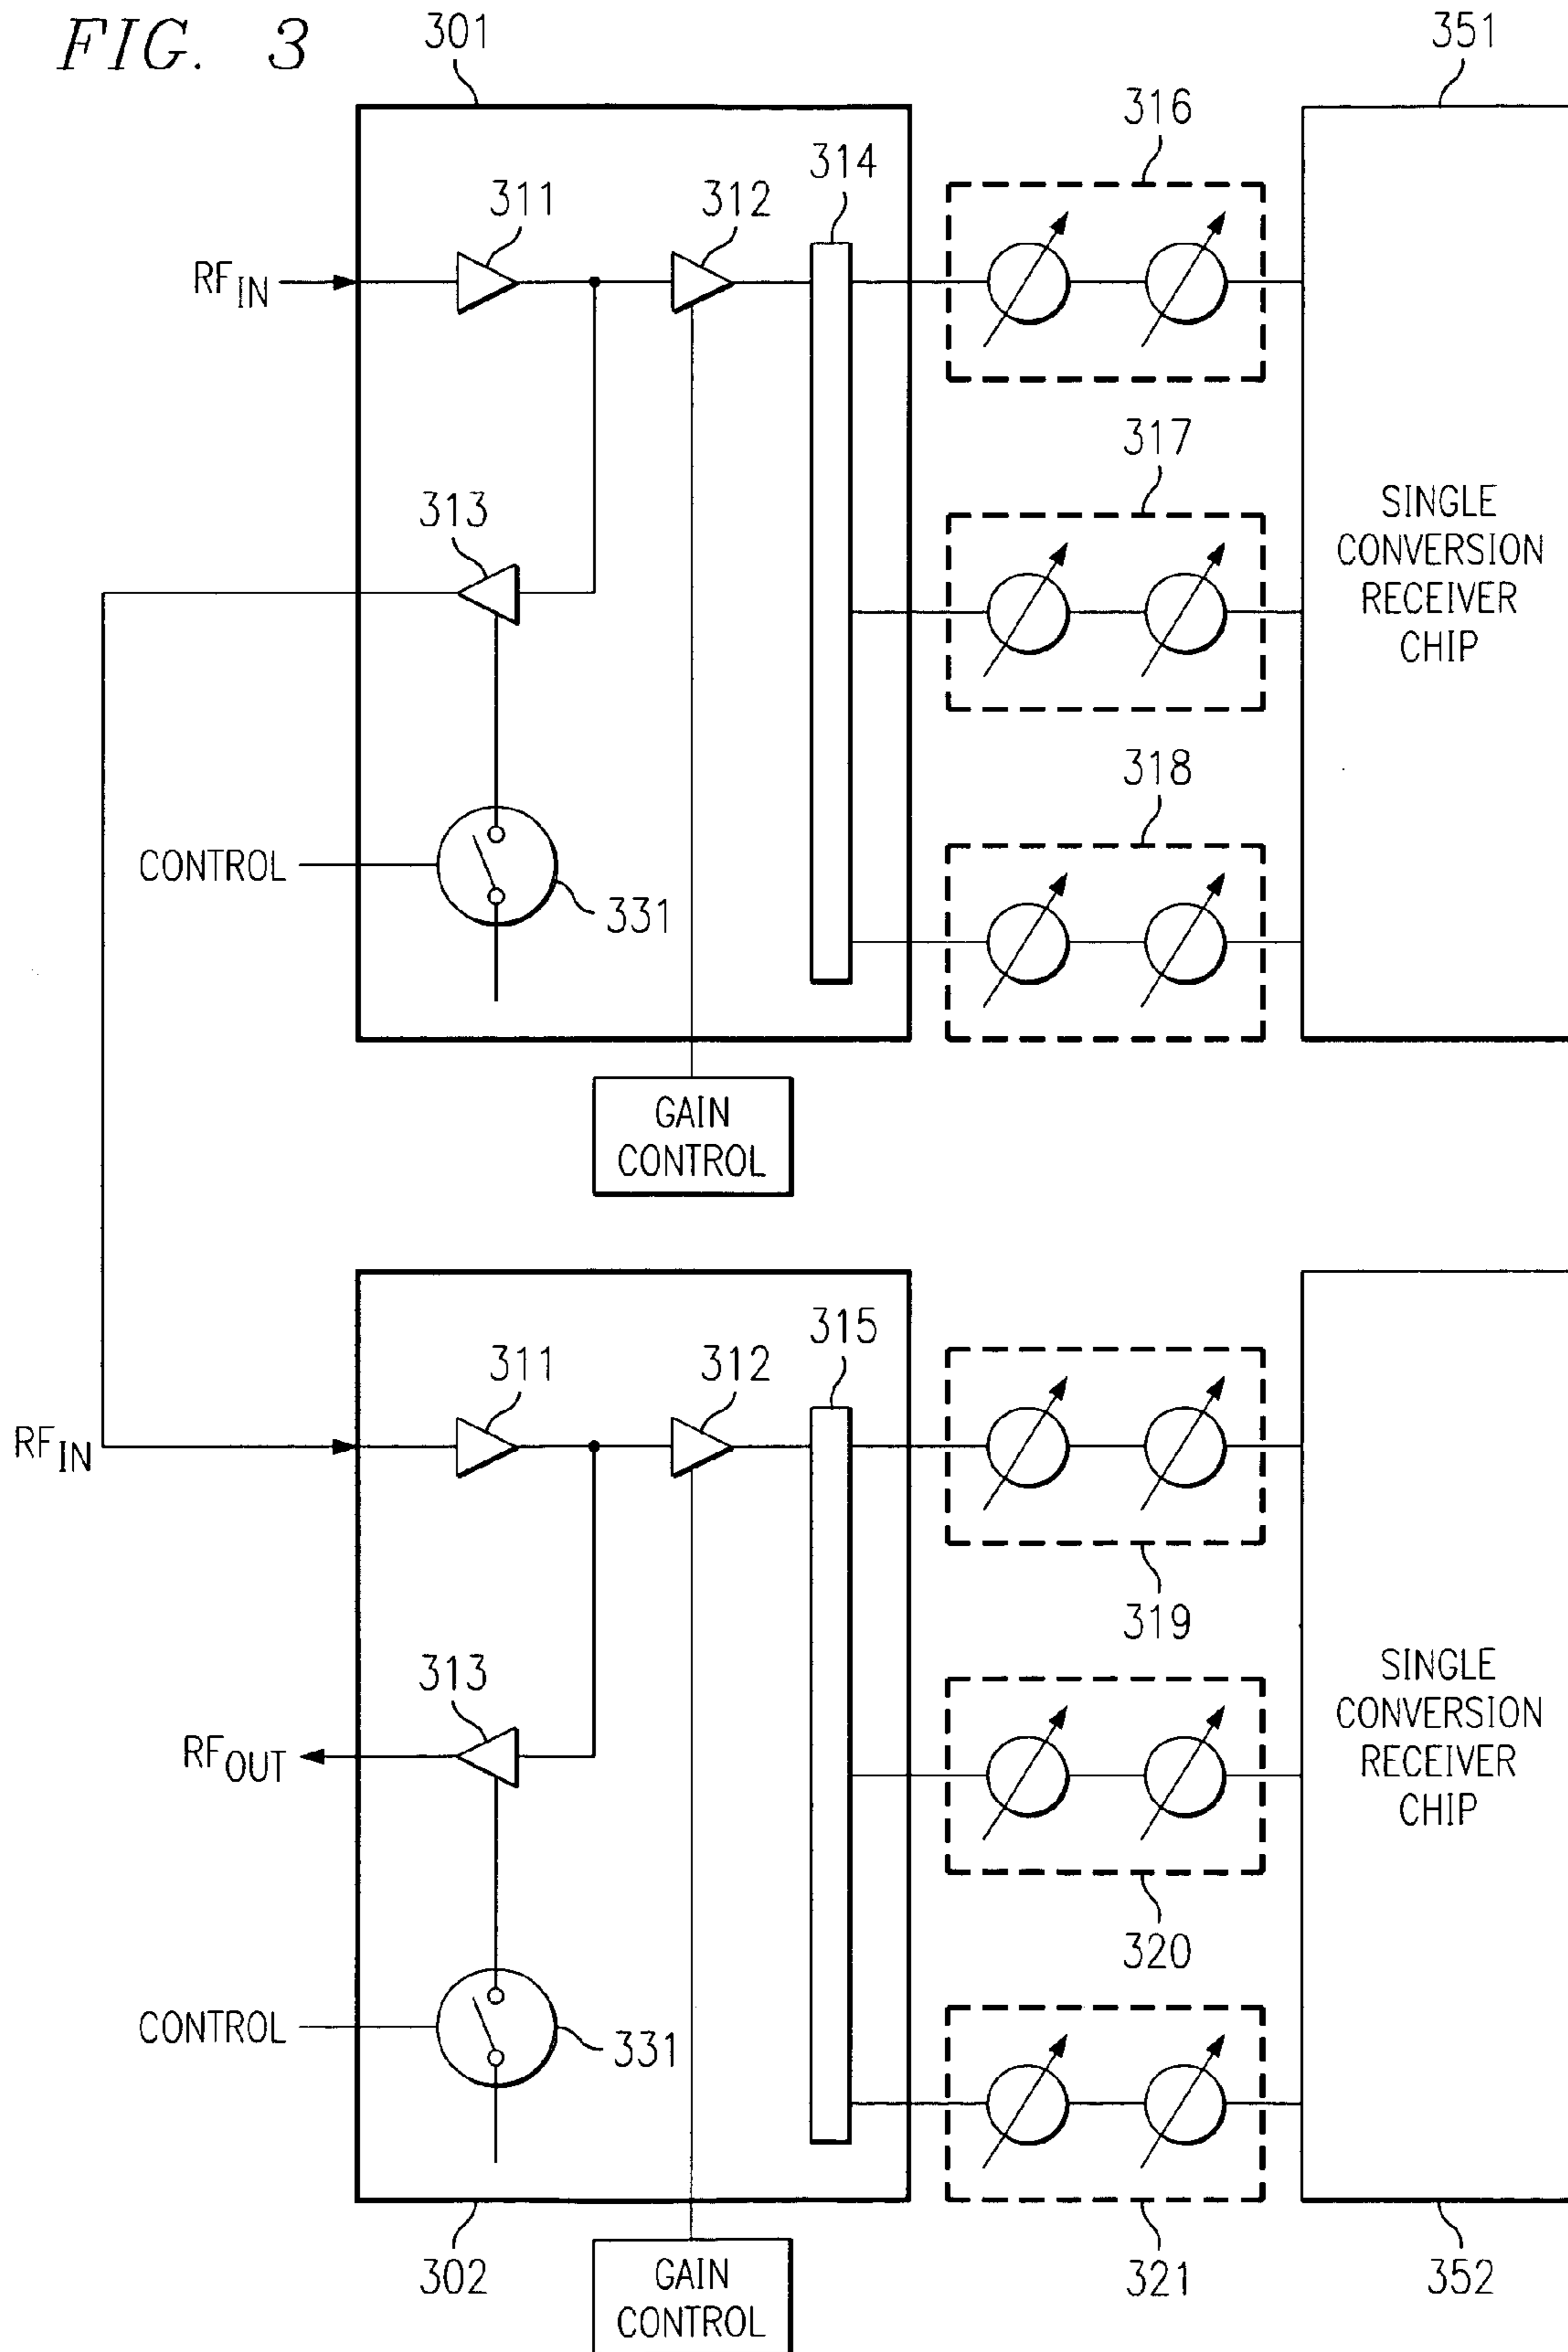 FIG. 3
301
351
316
314
311
312
RF IN
317
313
SINGLE
CONVERSION
RECEIVER
CHIP
318
CONTROL
331
GAIN
CONTROL
315
311
312
RF IN
319
313
SINGLE
CONVERSION
RECEIVER
CHIP
RF OUT
320
CONTROL
331
302
GAIN
CONTROL
321
352